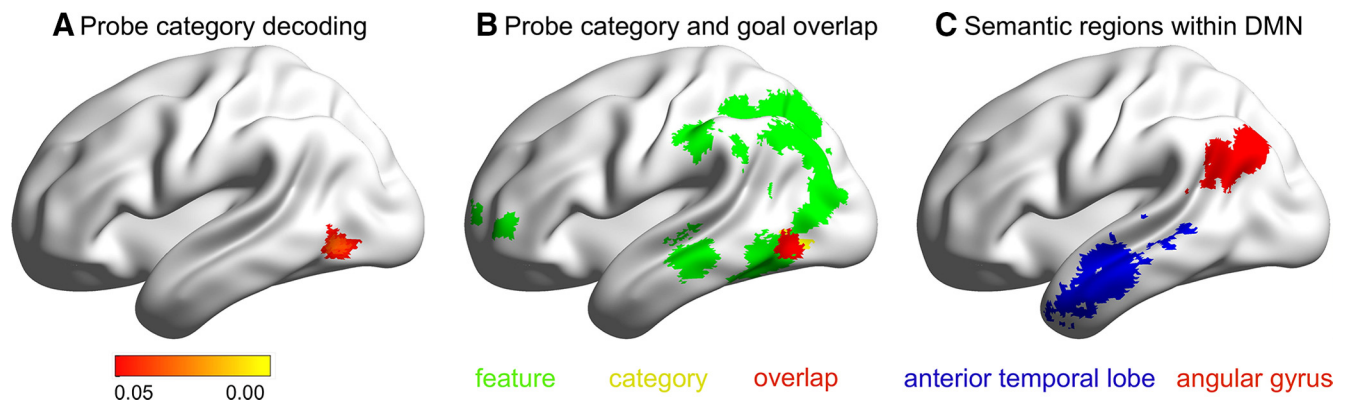 A Probe category decoding
B Probe category and goal overlap
C Semantic regions within DMN
0.05 0.00
feature category overlap
anterior temporal lobe angular gyrus